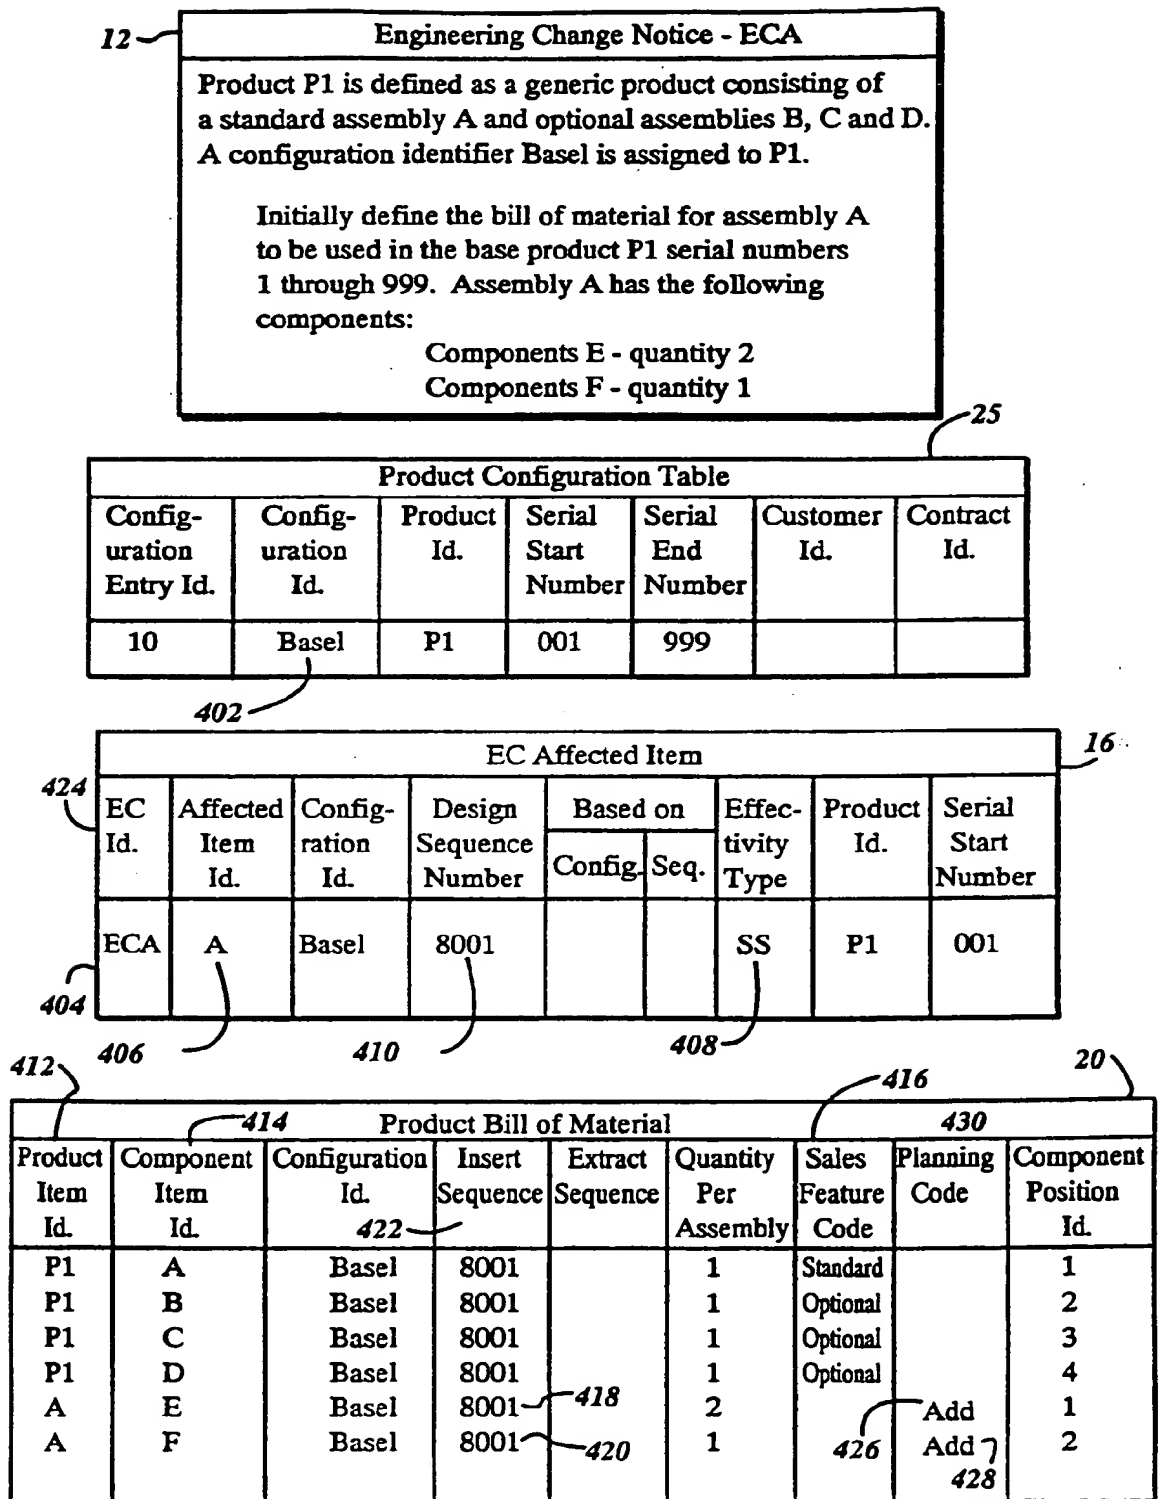 12
Engineering Change Notice - ECA
Product P1 is defined as a generic product consisting of
a standard assembly A and optional assemblies B, C and D.
A configuration identifier Basel is assigned to P1.
Initially define the bill of material for assembly A
to be used in the base product P1 serial numbers
1 through 999. Assembly A has the following
components:
Components E - quantity 2
Components F - quantity 1
25
Product Configuration Table
Config- Config- Product Serial Serial Customer Contract
uration uration Id. Start End Id. Id.
Entry Id. Id. Number Number
10 Basel P1 001 999
402
EC Affected Item 16
424
EC Affected Config- Design Based on Effec- Product Serial
Id. Item ration Sequence Config. Seq. tivity Id. Start
Id. Id. Number Type Number
ECA A Basel 8001 SS P1 001
404
406 410 408
412 414 416 20
Product Bill of Material 430
Product Component Configuration Insert Extract Quantity Sales Planning Component
Item Item Id. Sequence Sequence Per Feature Code Position
Id. Id. 422 Assembly Code Id.
P1 A Basel 8001 1 Standard 1
P1 B Basel 8001 1 Optional 2
P1 C Basel 8001 1 Optional 3
P1 D Basel 8001 1 Optional 4
A E Basel 8001 418 2 Add 1
A F Basel 8001 420 1 426 Add 2
428